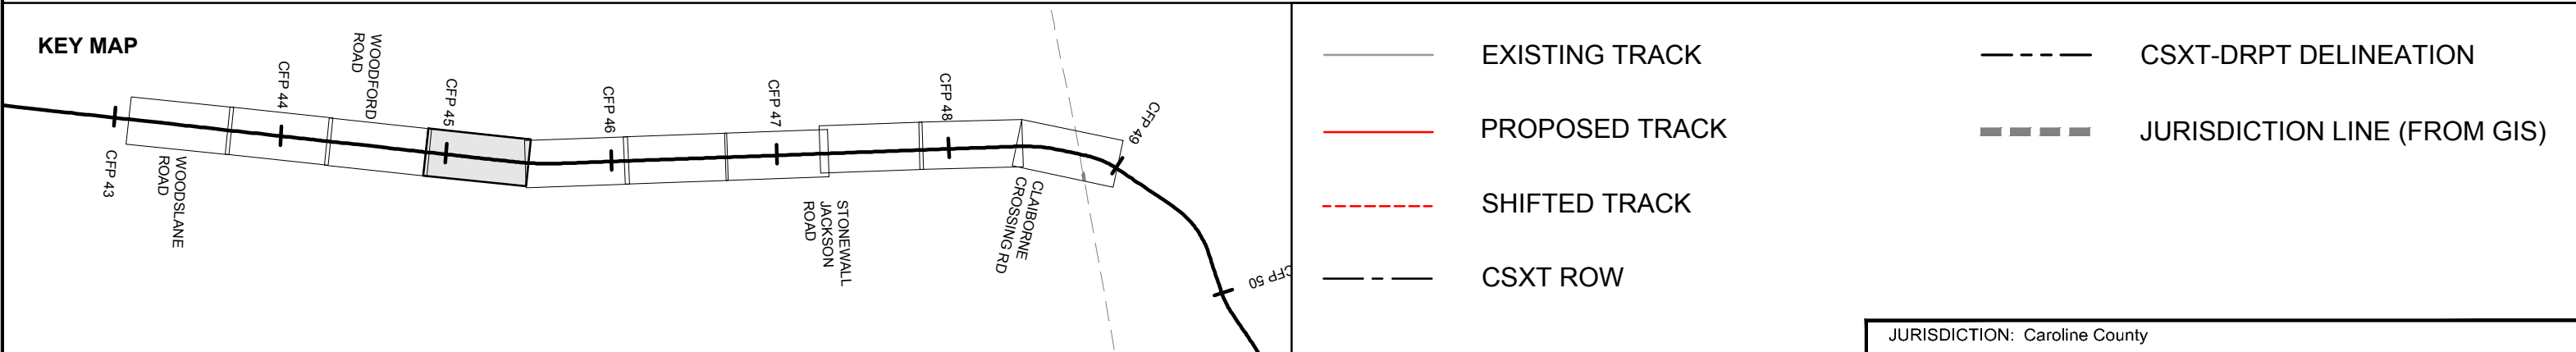 KEY MAP
CFP 43
WOODSLANE
ROAD
CFP 44
WOODFORD
ROAD
CFP 45
CFP 46
CFP 47
STONEWALL
JACKSON
ROAD
CFP 48
CLAIBORNE
CROSSING RD
CFP 49
CFP 50
EXISTING TRACK
PROPOSED TRACK
SHIFTED TRACK
CSXT ROW
CSXT-DRPT DELINEATION
JURISDICTION LINE (FROM GIS)
JURISDICTION: Caroline County